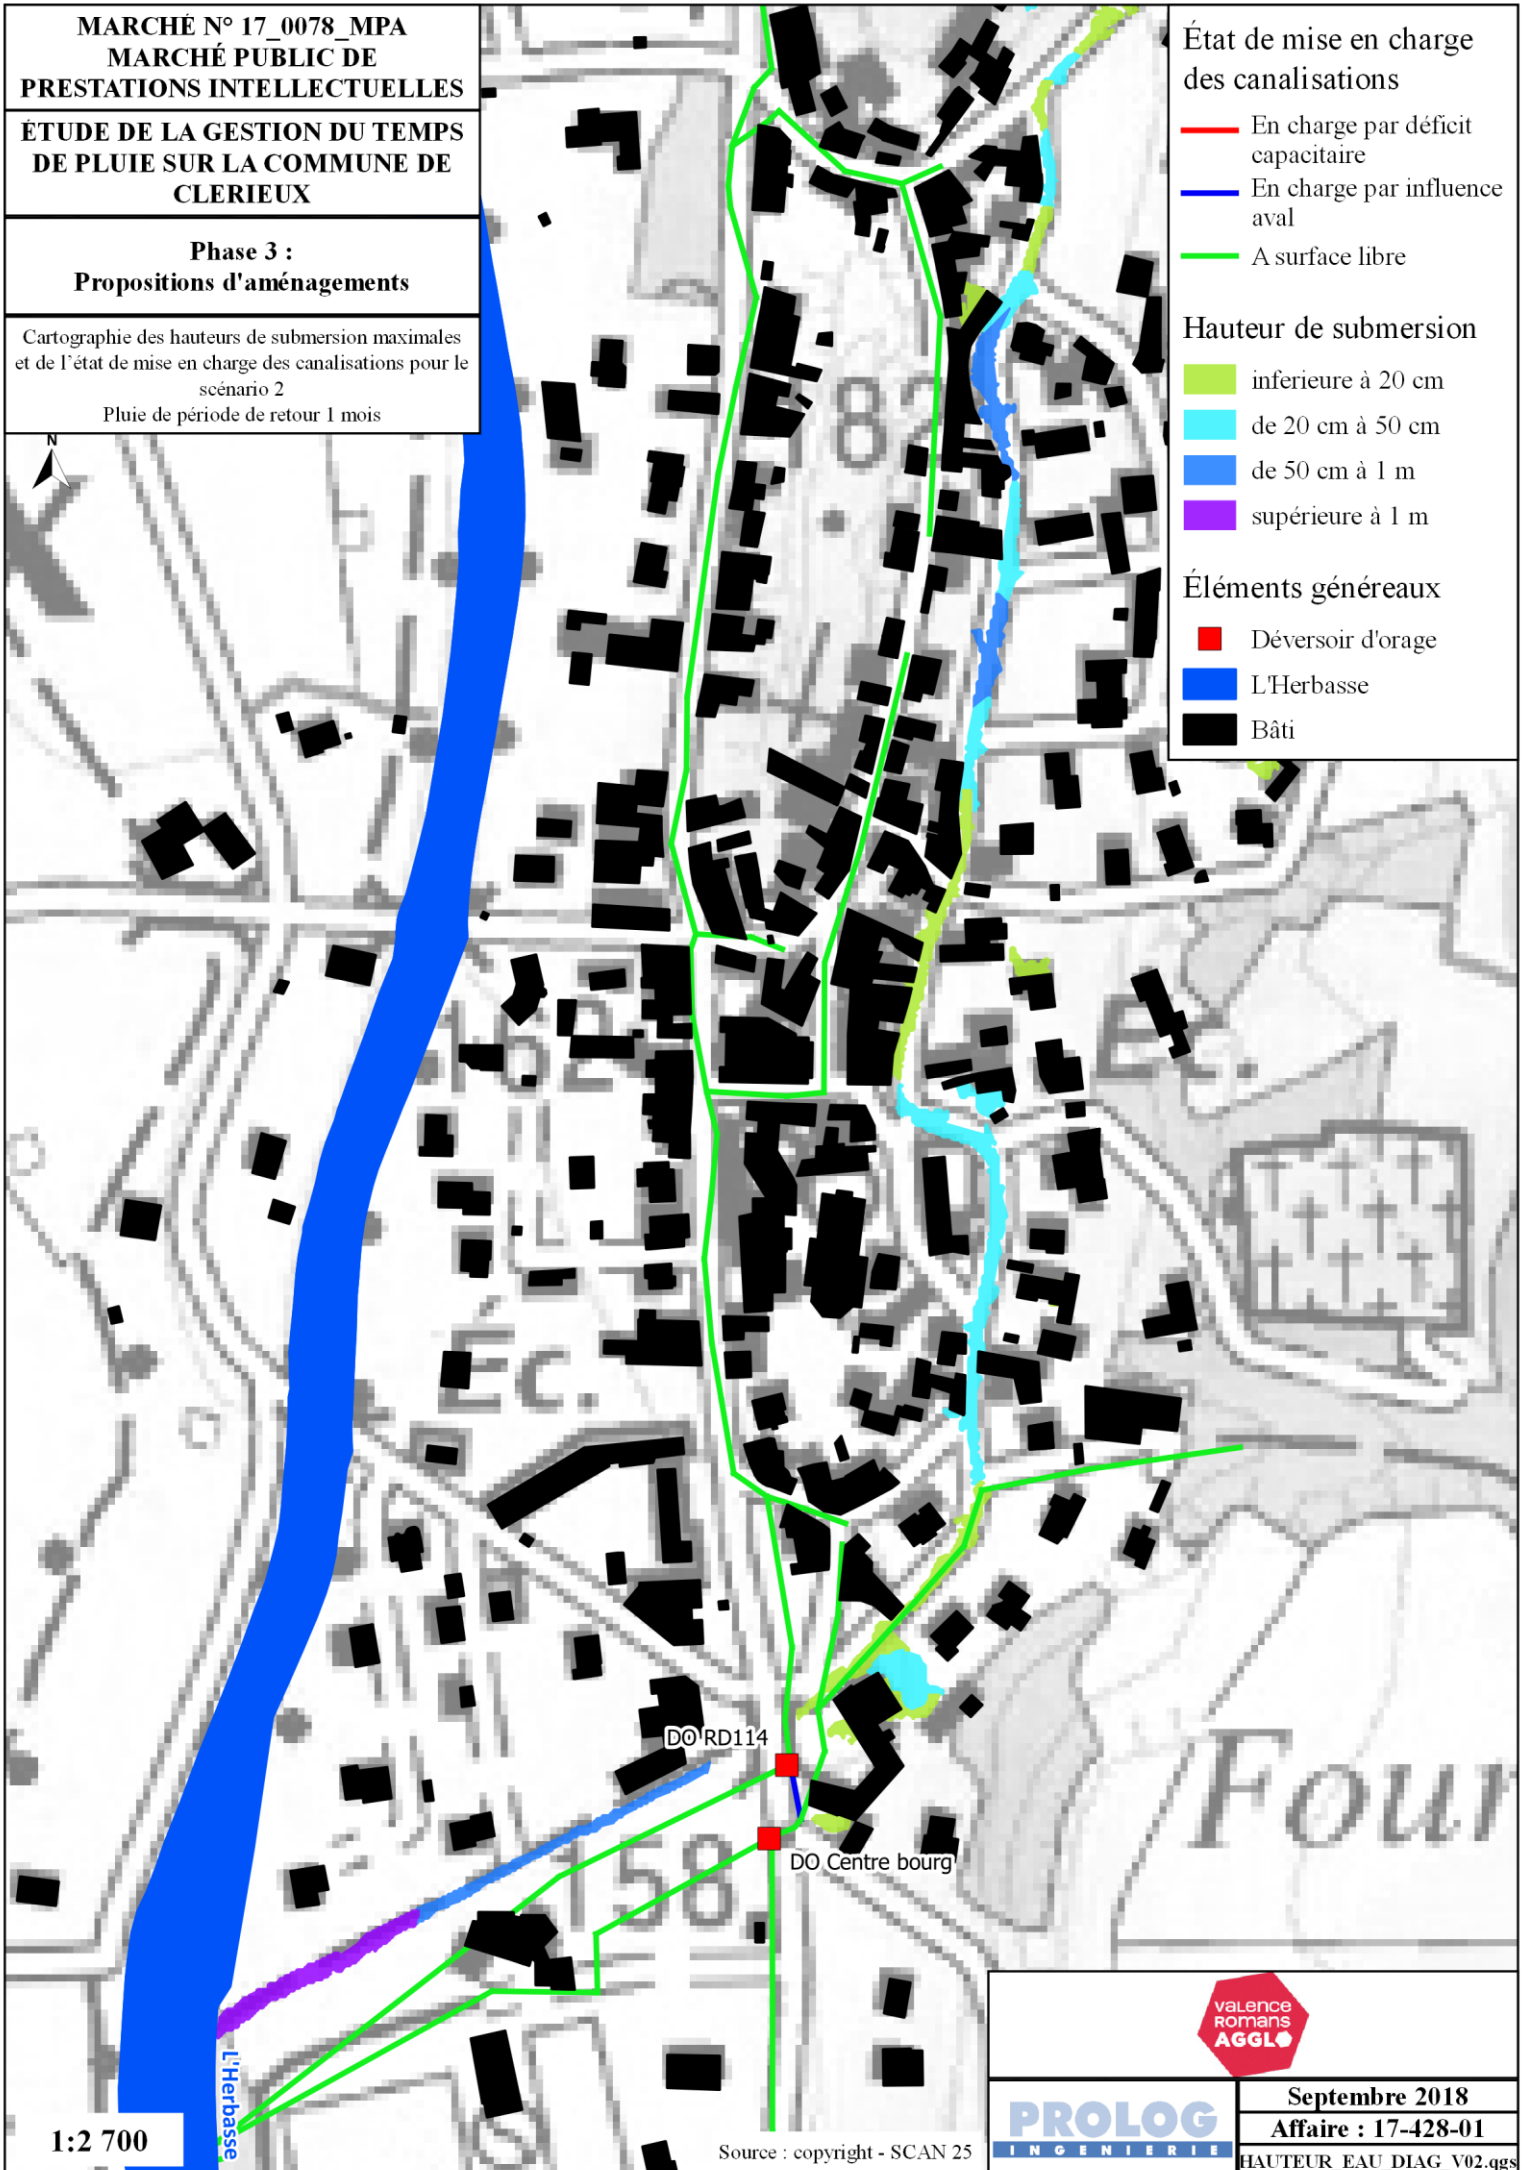 MARCHÉ N° 17_0078_MPA
MARCHÉ PUBLIC DE
PRESTATIONS INTELLECTUELLES
ÉTUDE DE LA GESTION DU TEMPS
DE PLUIE SUR LA COMMUNE DE
CLERIEUX
Phase 3 :
Propositions d'aménagements
Cartographie des hauteurs de submersion maximales
et de l'état de mise en charge des canalisations pour le
scénario 2
Pluie de période de retour 1 mois
N
État de mise en charge
des canalisations
En charge par déficit
capacitaire
En charge par influence
aval
A surface libre
Hauteur de submersion
inferieure à 20 cm
de 20 cm à 50 cm
de 50 cm à 1 m
supérieure à 1 m
Éléments génereaux
Déversoir d'orage
L'Herbasse
Bâti
Ec.
DO RD114
DO Centre bourg
158
Four
L'Herbasse
1:2 700
Source : copyright - SCAN 25
valence
romans
AGGLO
PROLOG
INGENIERIE
Septembre 2018
Affaire : 17-428-01
HAUTEUR_EAU_DIAG_V02.qgs